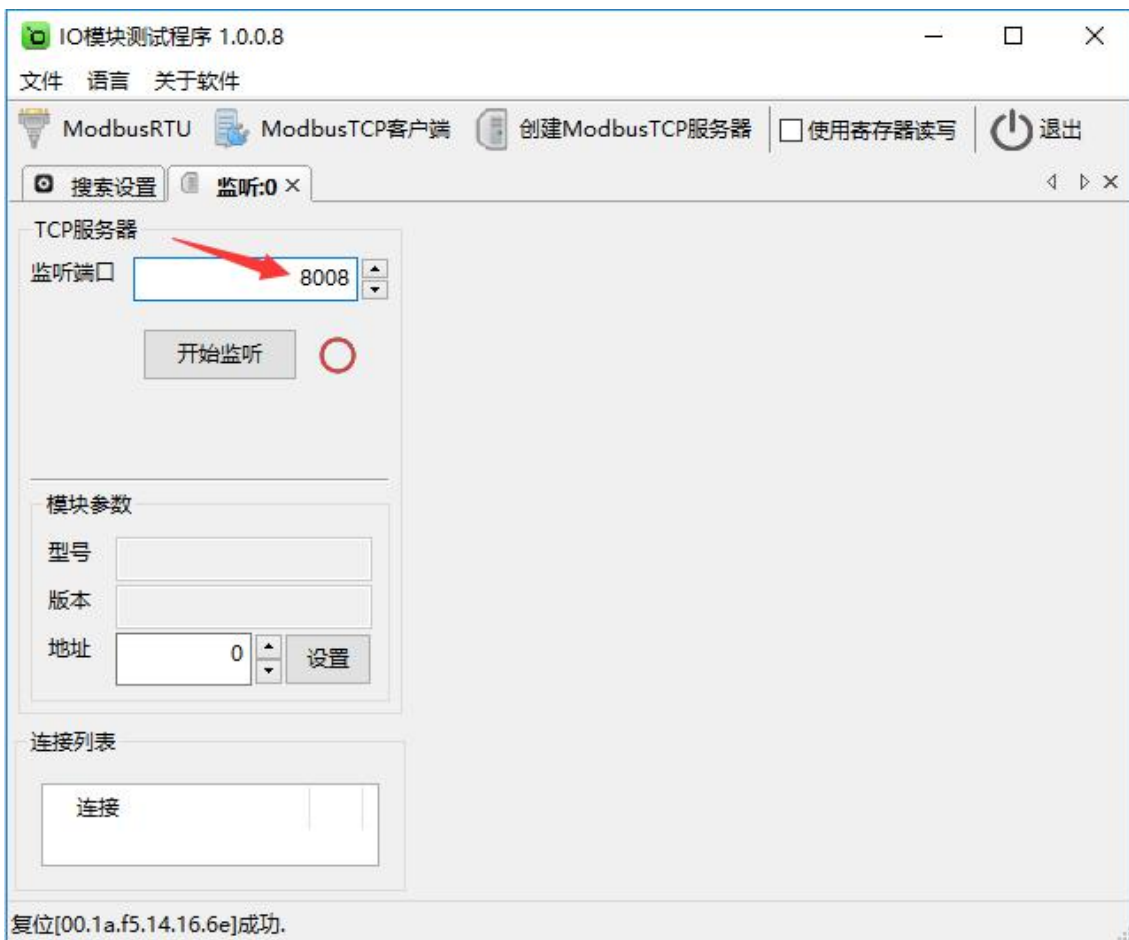 IO模块测试程序 1.0.0.8
文件 语言 关于软件
ModbusRTU ModbusTCP客户端 创建ModbusTCP服务器 使用寄存器读写 退出
搜索设置 监听:0
TCP服务器
监听端口 8008
开始监听
模块参数
型号
版本
地址 0 设置
连接列表
连接
复位[00.1a.f5.14.16.6e]成功.